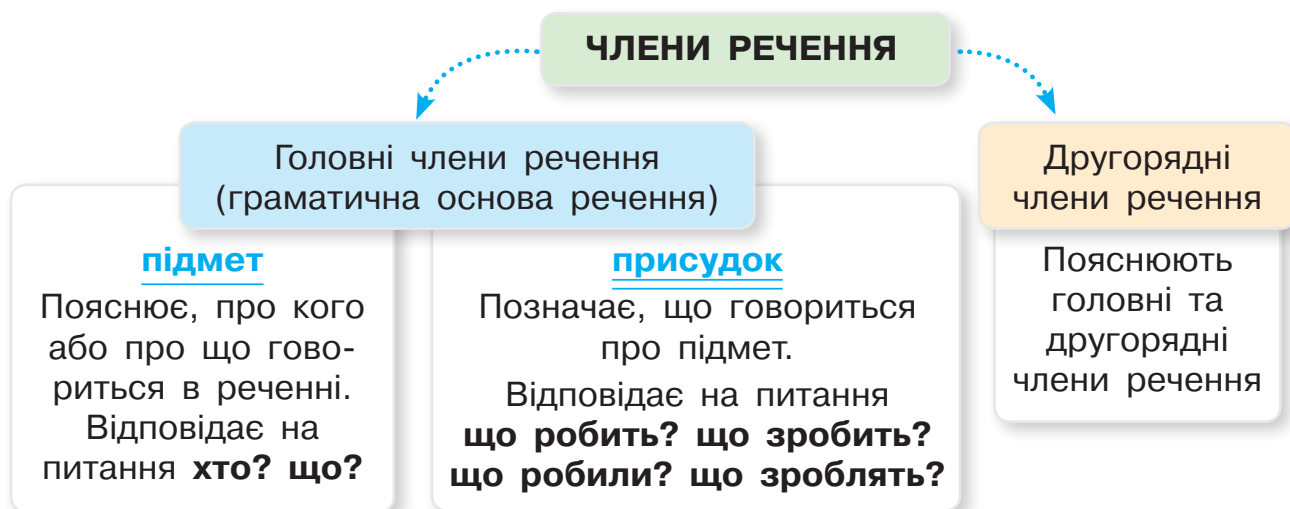 ЧЛЕНИ РЕЧЕННЯ
Головні члени речення
(граматична основа речення)
підмет
Пояснює, про кого
або про що гово-
риться в реченні.
Відповідає на
питання хто? що?
присудок
Позначає, що говориться
про підмет.
Відповідає на питання
що робить? що зробить?
що робили? що зроблять?
Другорядні
члени речення
Пояснюють
головні та
другорядні
члени речення